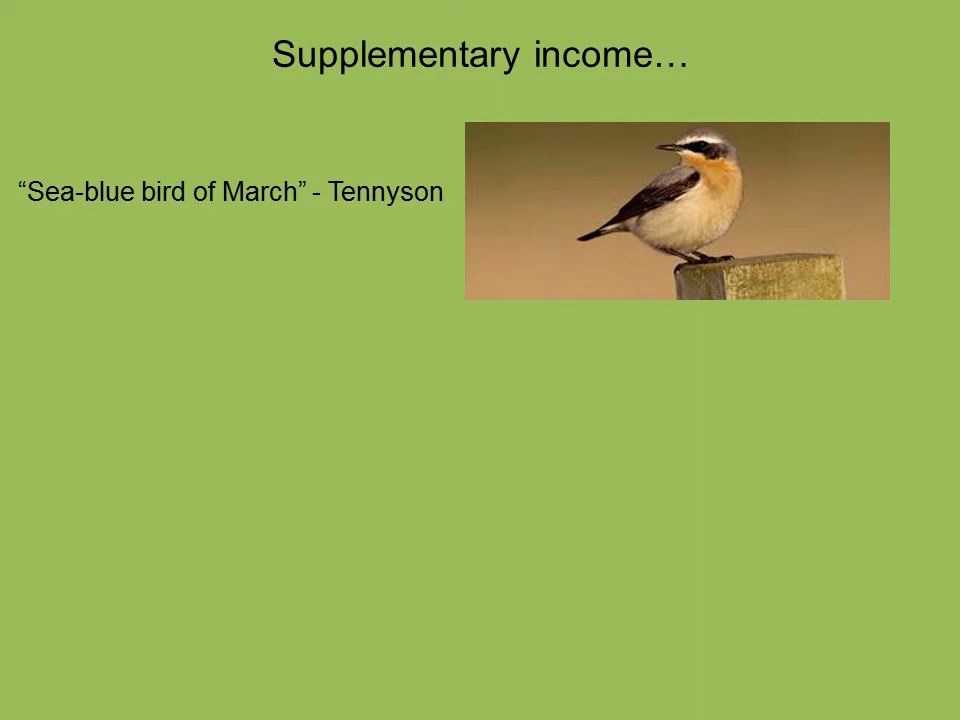 Supplementary income…
“Sea-blue bird of March” - Tennyson